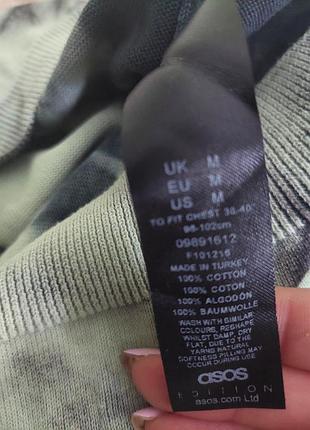 UK M
EU M
US M
TO FIT CHEST 38-40"
96-102cm
09891612
F101216
MADE IN TURKEY
100% COTTON
100% COTON
100% ALGODÓN
100% BAUMWOLLE
WASH WITH SIMILAR
COLOURS, RESHAPE
WHILST DAMP, DRY
FLAT, DUE TO THE
YARNS NATURAL
SOFTNESS PILLING MAY
OCCUR DURING USE
asos
EDITION
asos.com Ltd